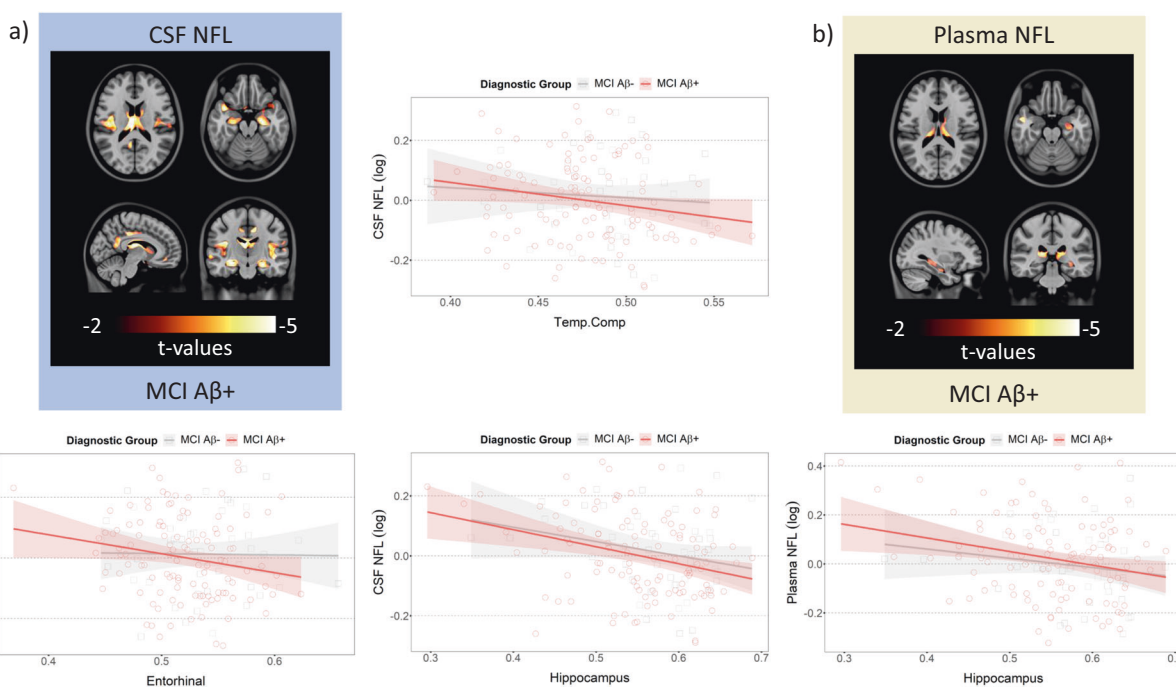 a)
CSF NFL
-2
-5
t-values
MCI Aβ+
Diagnostic Group MCI Aβ- MCI Aβ+
CSF NFL (log)
0.2
0.0
-0.2
0.40 0.45 0.50 0.55
Temp.Comp
b)
Plasma NFL
-2
-5
t-values
MCI Aβ+
Diagnostic Group MCI Aβ- MCI Aβ+
0.4 0.5 0.6
Entorhinal
Diagnostic Group MCI Aβ- MCI Aβ+
CSF NFL (log)
0.2
0.0
-0.2
0.3 0.4 0.5 0.6 0.7
Hippocampus
Diagnostic Group MCI Aβ- MCI Aβ+
Plasma NFL (log)
0.4
0.2
0.0
-0.2
0.3 0.4 0.5 0.6
Hippocampus